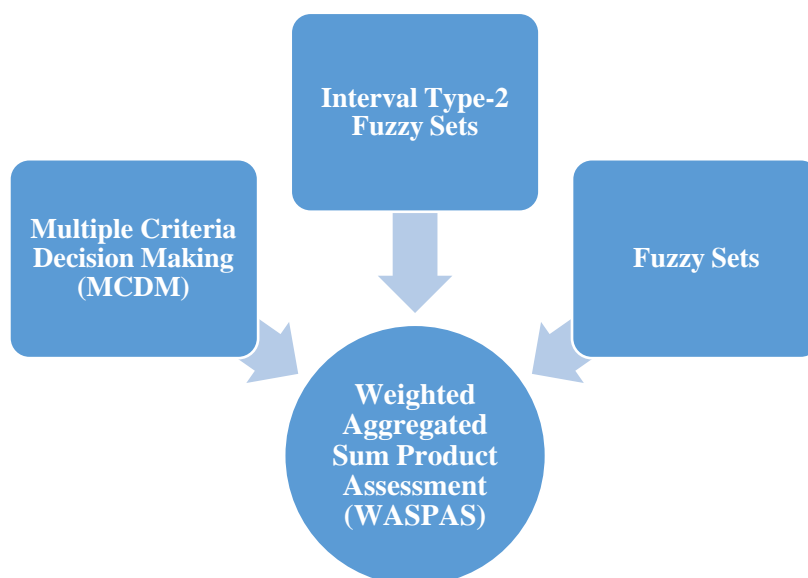 Interval Type-2
Fuzzy Sets
Multiple Criteria
Decision Making
(MCDM)
Fuzzy Sets
Weighted
Aggregated
Sum Product
Assessment
(WASPAS)